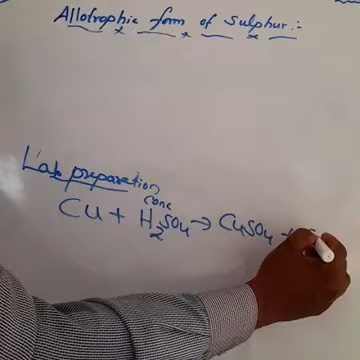 Allotrophic form of Sulphur:-
Lab preparation
Conc
Cu + H2SO4 → CuSO4 +